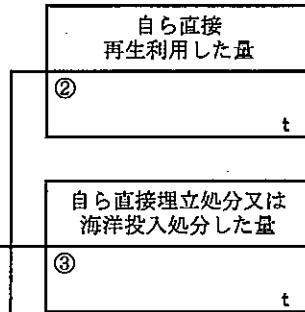 自ら直接
再生利用した量
②
t
自ら直接埋立処分又は
海洋投入処分した量
③
t